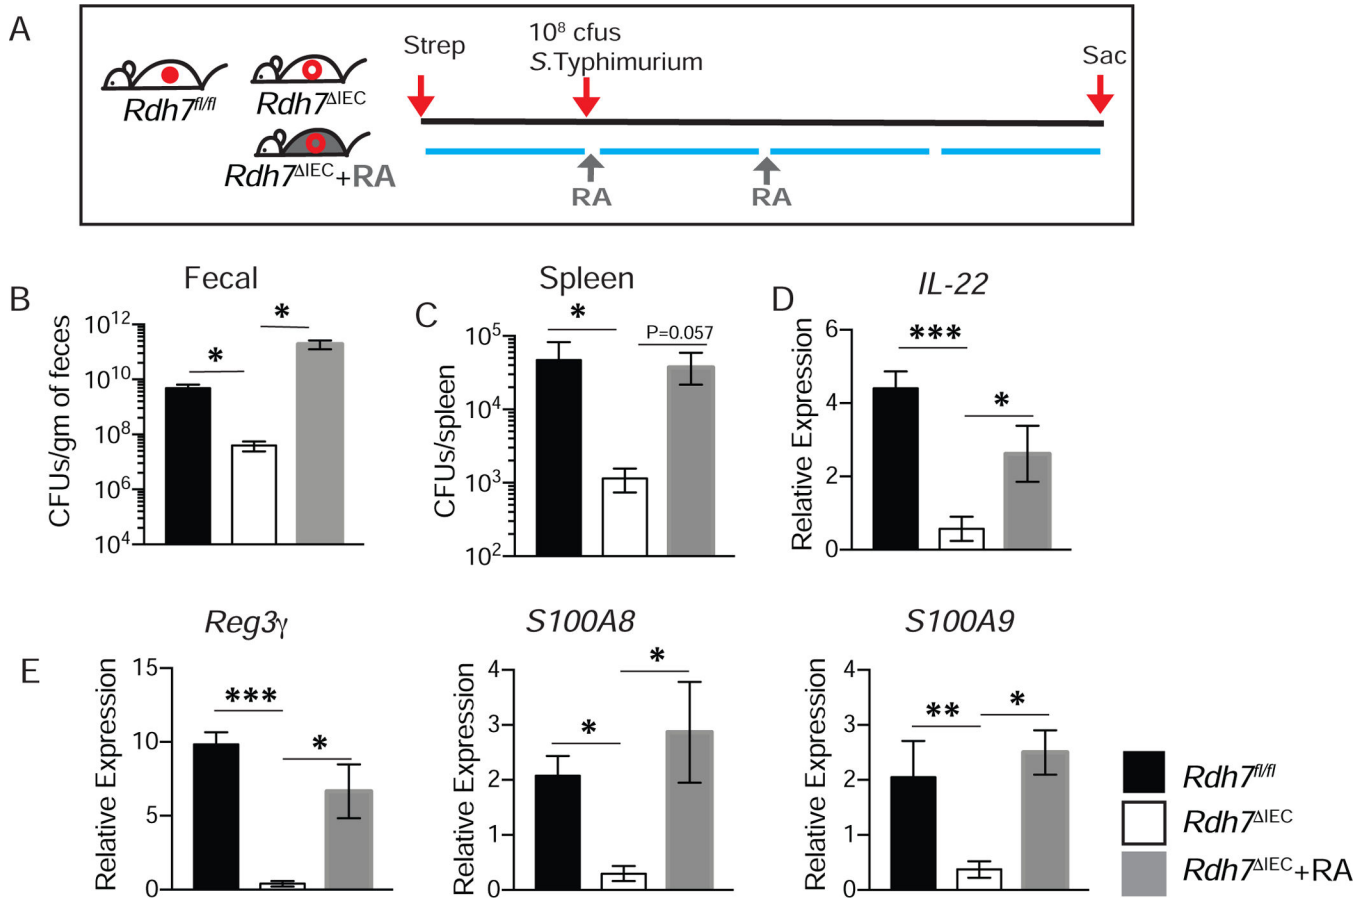 A
Rdh7fl/fl
Rdh7ΔIEC
Rdh7ΔIEC+RA
Strep
10⁸ cfus
S.Typhimurium
Sac
RA
RA
B
Fecal
CFUs/gm of feces
10¹²
10¹⁰
10⁸
10⁶
10⁴
*
*
C
Spleen
CFUs/spleen
10⁵
10⁴
10³
10²
*
P=0.057
D
IL-22
Relative Expression
6
4
2
0
***
*
E
Reg3γ
Relative Expression
15
10
5
0
***
*
S100A8
Relative Expression
4
3
2
1
0
*
*
S100A9
Relative Expression
4
3
2
1
0
**
*
Rdh7fl/fl
Rdh7ΔIEC
Rdh7ΔIEC+RA